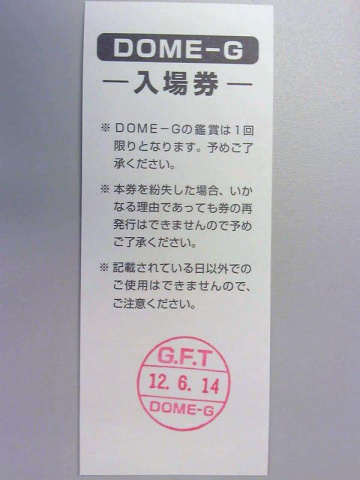 DOME-G
―入場券―
※ DOME-Gの鑑賞は1回
限りとなります。予めご了
承ください。
※ 本券を紛失した場合、いか
なる理由であっても券の再
発行はできませんので予め
ご了承ください。
※ 記載されている日以外での
ご使用はできませんので、
ご注意ください。
G.F.T
12.6.14
DOME-G